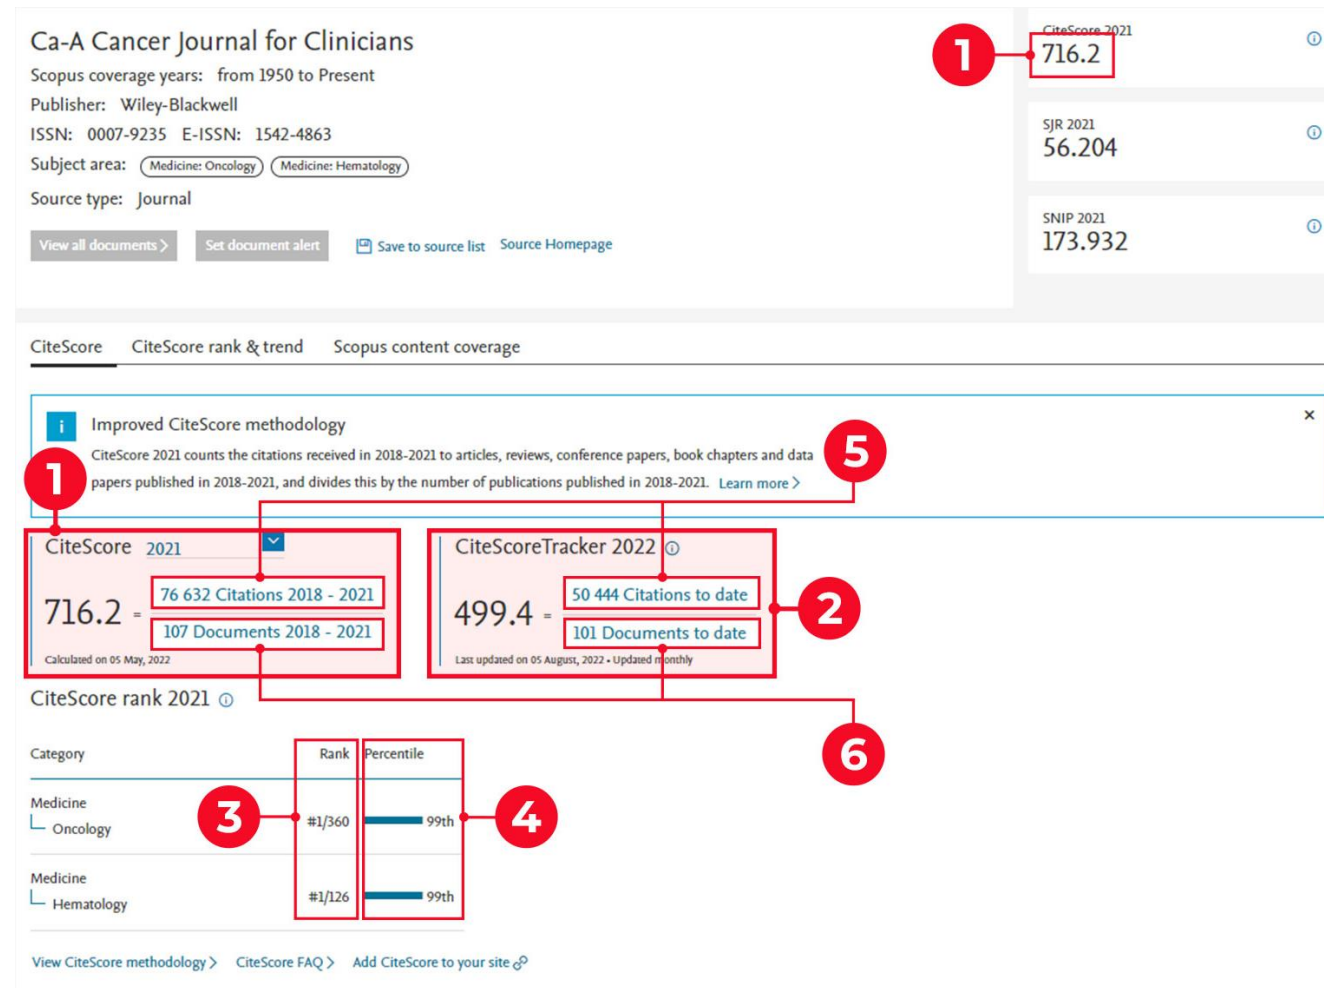 Ca-A Cancer Journal for Clinicians
Scopus coverage years: from 1950 to Present
Publisher: Wiley-Blackwell
ISSN: 0007-9235 E-ISSN: 1542-4863
Subject area: Medicine: Oncology Medicine: Hematology
Source type: Journal
View all documents > Set document alert Save to source list Source Homepage
1
CiteScore 2021
716.2
SJR 2021
56.204
SNIP 2021
173.932
CiteScore CiteScore rank & trend Scopus content coverage
i Improved CiteScore methodology ×
CiteScore 2021 counts the citations received in 2018-2021 to articles, reviews, conference papers, book chapters and data
papers published in 2018-2021, and divides this by the number of publications published in 2018-2021. Learn more >
1
5
CiteScore 2021
716.2 =
76 632 Citations 2018 - 2021
107 Documents 2018 - 2021
Calculated on 05 May, 2022
CiteScoreTracker 2022
499.4 =
50 444 Citations to date
101 Documents to date
Last updated on 05 August, 2022 • Updated monthly
2
6
CiteScore rank 2021
Category Rank Percentile
Medicine
Oncology #1/360 99th
3
4
Medicine
Hematology #1/126 99th
View CiteScore methodology > CiteScore FAQ > Add CiteScore to your site